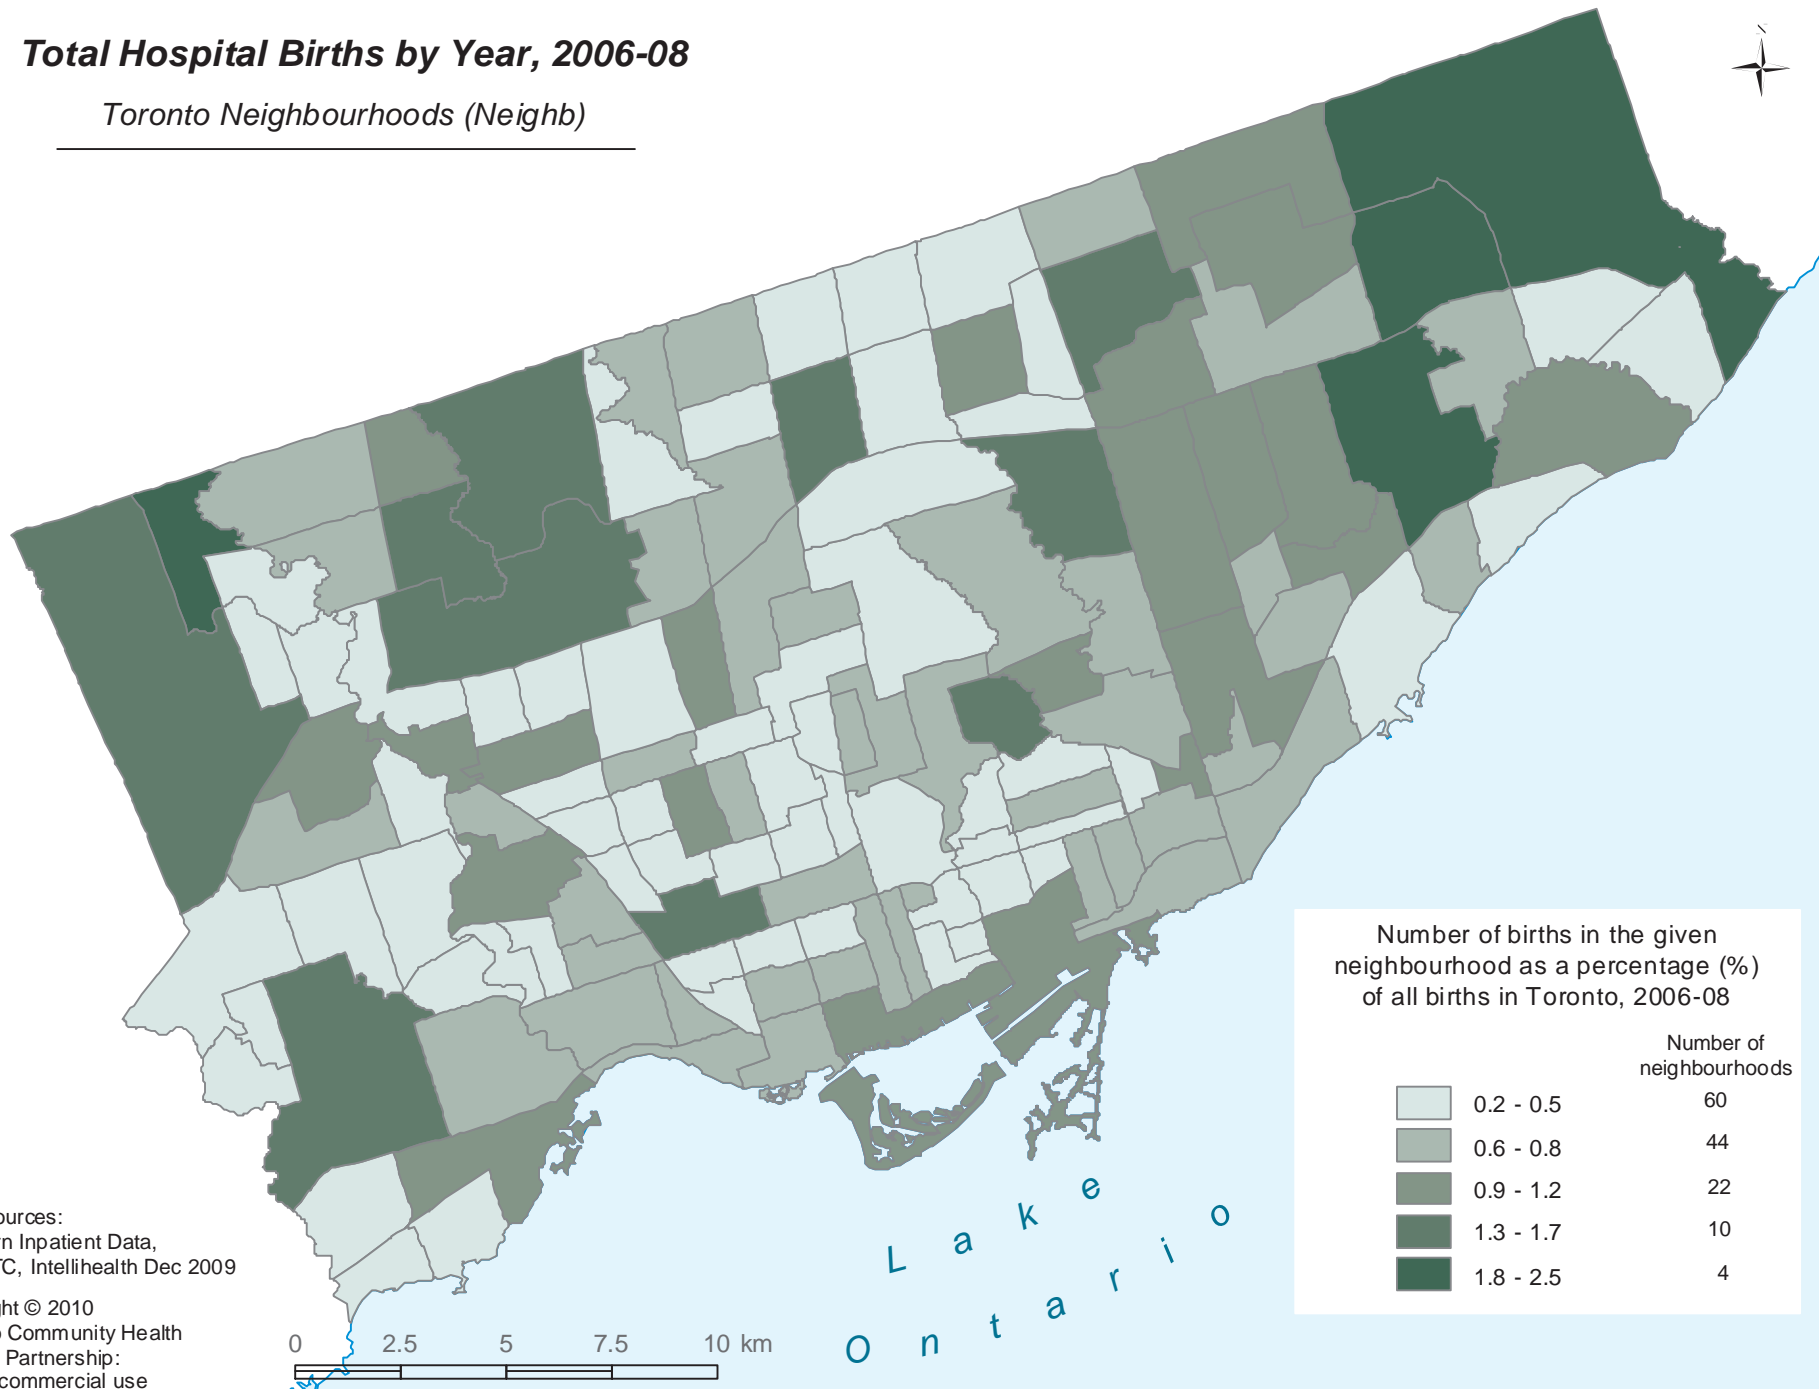 Total Hospital Births by Year, 2006-08
Toronto Neighbourhoods (Neighb)
N
Number of births in the given
neighbourhood as a percentage (%)
of all births in Toronto, 2006-08
Number of
neighbourhoods
0.2 - 0.5 60
0.6 - 0.8 44
0.9 - 1.2 22
1.3 - 1.7 10
1.8 - 2.5 4
Lake
Ontario
ources:
n Inpatient Data,
TC, Intellihealth Dec 2009
ght © 2010
o Community Health
Partnership:
commercial use
0 2.5 5 7.5 10 km